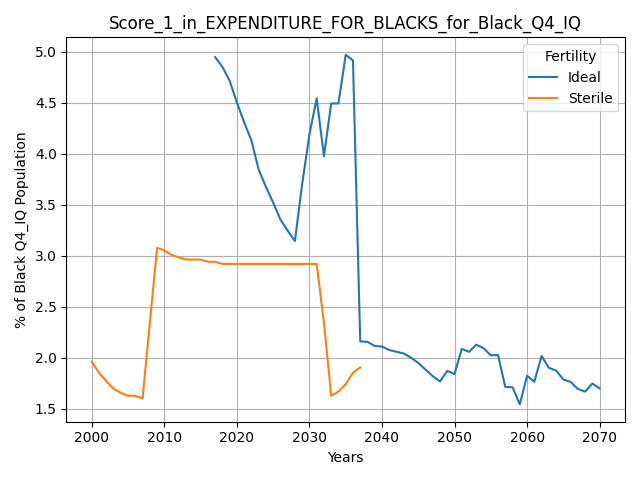 Score_1_in_EXPENDITURE_FOR_BLACKS_for_Black_Q4_IQ
Fertility
Ideal
Sterile
% of Black Q4_IQ Population
5.0
4.5
4.0
3.5
3.0
2.5
2.0
1.5
2000 2010 2020 2030 2040 2050 2060 2070
Years